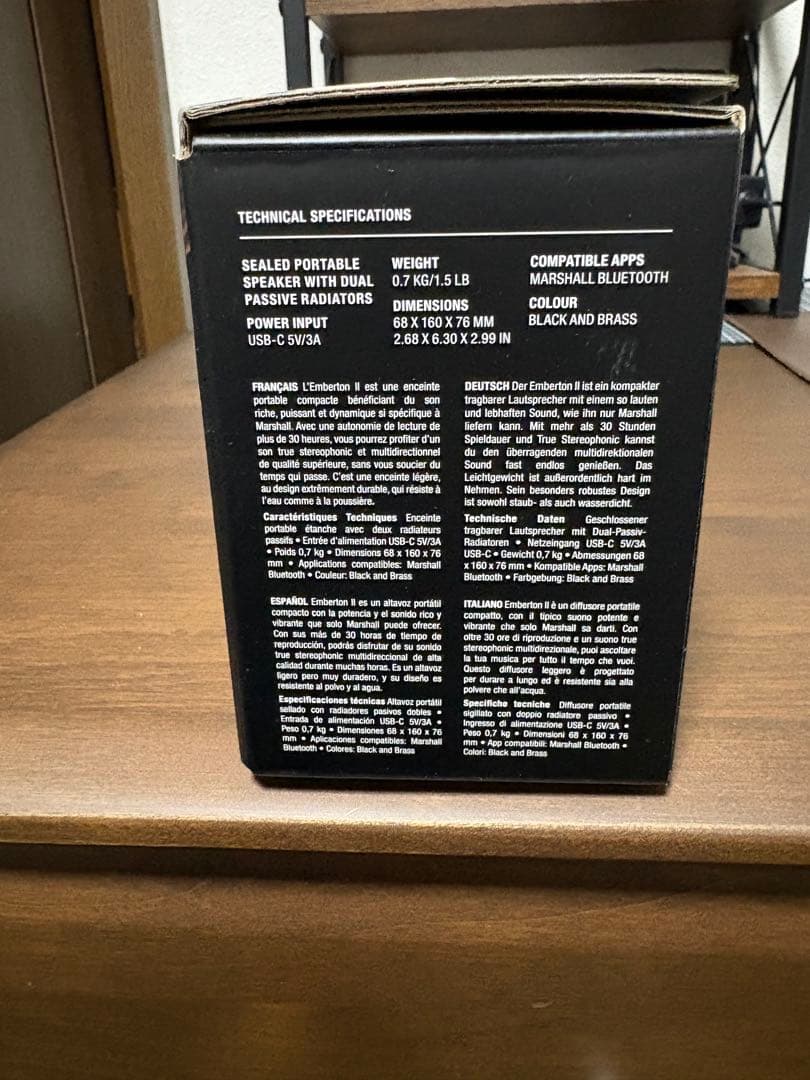 TECHNICAL SPECIFICATIONS
SEALED PORTABLE
SPEAKER WITH DUAL
PASSIVE RADIATORS
POWER INPUT
USB-C 5V/3A
WEIGHT
0.7 KG/1.5 LB
DIMENSIONS
68 X 160 X 76 MM
2.68 X 6.30 X 2.99 IN
COMPATIBLE APPS
MARSHALL BLUETOOTH
COLOUR
BLACK AND BRASS
FRANÇAIS L'Emberton II est une enceinte
portable compacte bénéficiant du son
riche, puissant et dynamique si spécifique à
Marshall. Avec une autonomie de lecture de
plus de 30 heures, vous pourrez profiter d'un
son true stereophonic et multidirectionnel
de qualité supérieure, sans vous soucier du
temps qui passe. C'est une enceinte légère,
au design extrêmement durable, qui résiste à
l'eau comme à la poussière.
Caractéristiques Techniques Enceinte
portable étanche avec deux radiateurs
passifs • Entrée d'alimentation USB-C 5V/3A
• Poids 0,7 kg • Dimensions 68 x 160 x 76
mm • Applications compatibles: Marshall
Bluetooth • Couleur: Black and Brass
DEUTSCH Der Emberton II ist ein kompakter
tragbarer Lautsprecher mit einem so lauten
und lebhaften Sound, wie ihn nur Marshall
liefern kann. Mit mehr als 30 Stunden
Spieldauer und True Stereophonic kannst
du den überragenden multidirektionalen
Sound fast endlos genießen. Das
Leichtgewicht ist außerordentlich hart im
Nehmen. Sein besonders robustes Design
ist sowohl staub- als auch wasserdicht.
Technische Daten Geschlossener
tragbarer Lautsprecher mit Dual-Passiv-
Radiatoren • Netzeingang USB-C 5V/3A
USB-C • Gewicht 0,7 kg • Abmessungen 68
x 160 x 76 mm • Kompatible Apps: Marshall
Bluetooth • Farbgebung: Black and Brass
ESPAÑOL Emberton II es un altavoz portátil
compacto con la potencia y el sonido rico y
vibrante que solo Marshall puede ofrecer.
Con sus más de 30 horas de tiempo de
reproducción, podrás disfrutar de su sonido
true stereophonic multidireccional de alta
calidad durante muchas horas. Es un altavoz
ligero pero muy duradero, y su diseño es
resistente al polvo y al agua.
Especificaciones técnicas Altavoz portátil
sellado con radiadores pasivos dobles •
Entrada de alimentación USB-C 5V/3A •
Peso 0,7 kg • Dimensiones 68 x 160 x 76
mm • Aplicaciones compatibles: Marshall
Bluetooth • Colores: Black and Brass
ITALIANO Emberton II è un diffusore portatile
compatto, con il tipico suono potente e
vibrante che solo Marshall sa darti. Con
oltre 30 ore di riproduzione e un suono true
stereophonic multidirezionale, puoi ascoltare
la tua musica per tutto il tempo che vuoi.
Questo diffusore leggero è progettato
per durare a lungo ed è resistente sia alla
polvere che all'acqua.
Specifiche tecniche Diffusore portatile
sigillato con doppio radiatore passivo •
Ingresso di alimentazione USB-C 5V/3A •
Peso 0,7 kg • Dimensioni 68 x 160 x 76
mm • App compatibili: Marshall Bluetooth •
Colori: Black and Brass